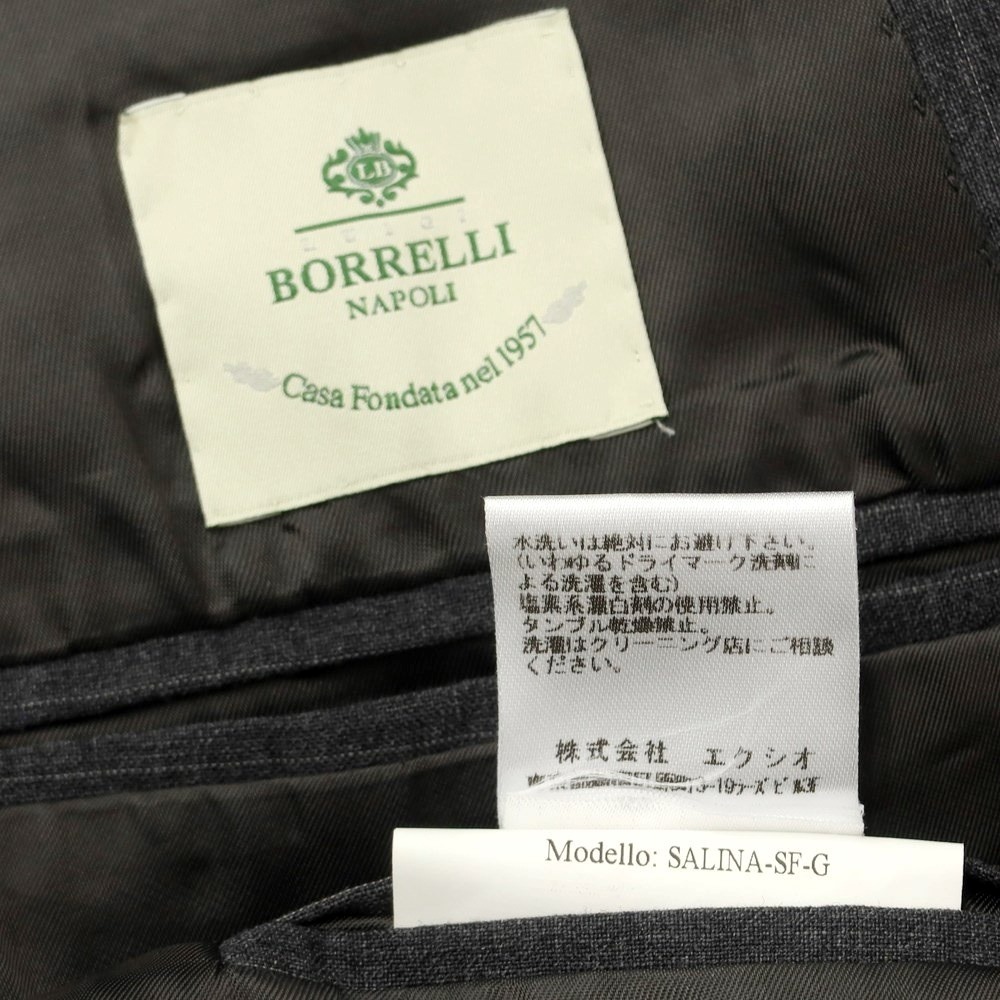 LB
LUIGI
BORRELLI
NAPOLI
Casa Fondata nel 1957
水洗いは絶対にお避け下さい。
(いわゆるドライマーク洗剤に
よる洗濯を含む)
塩素系漂白剤の使用禁止。
タンブル乾燥禁止。
洗濯はクリーニング店にご相談
ください。
株式会社 エクシオ
Modello: SALINA-SF-G